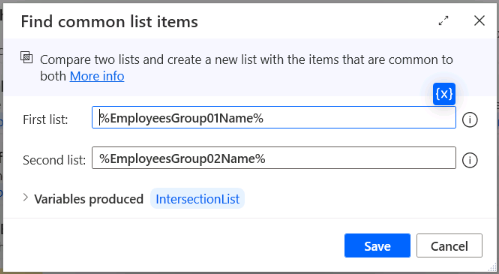 Find common list items
Compare two lists and create a new list with the items that are common to
both More info
{x}
First list: %EmployeesGroup01Name%
Second list: %EmployeesGroup02Name%
Variables produced IntersectionList
Save Cancel